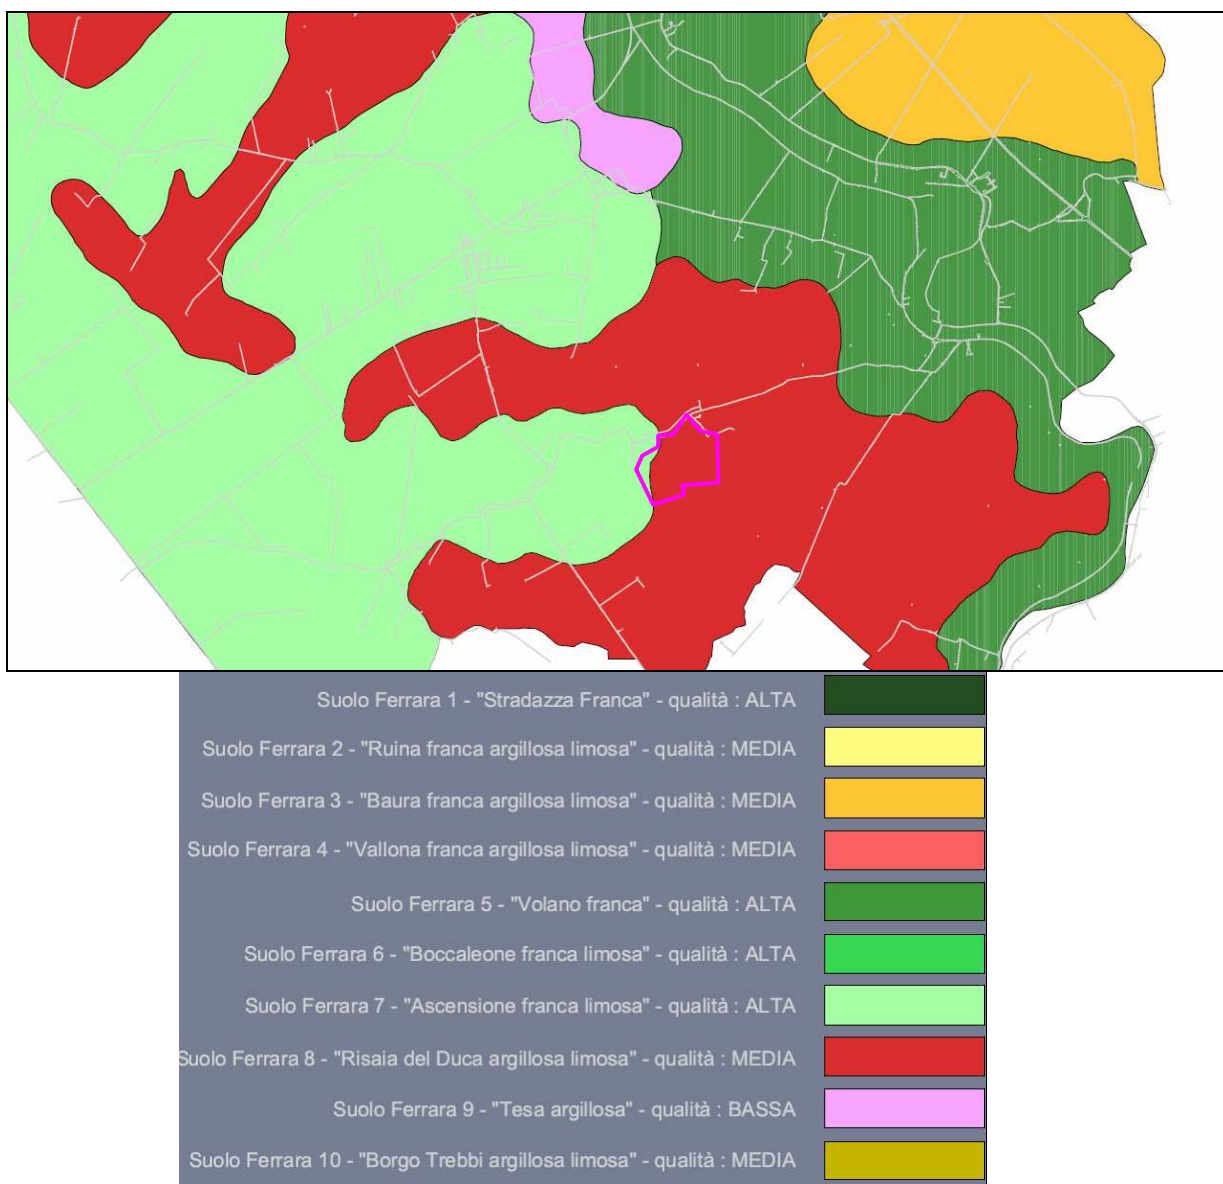 Suolo Ferrara 1 - "Stradazza Franca" - qualità : ALTA
Suolo Ferrara 2 - "Ruina franca argillosa limosa" - qualità : MEDIA
Suolo Ferrara 3 - "Baura franca argillosa limosa" - qualità : MEDIA
Suolo Ferrara 4 - "Vallona franca argillosa limosa" - qualità : MEDIA
Suolo Ferrara 5 - "Volano franca" - qualità : ALTA
Suolo Ferrara 6 - "Boccaleone franca limosa" - qualità : ALTA
Suolo Ferrara 7 - "Ascensione franca limosa" - qualità : ALTA
Suolo Ferrara 8 - "Risaia del Duca argillosa limosa" - qualità : MEDIA
Suolo Ferrara 9 - "Tesa argillosa" - qualità : BASSA
Suolo Ferrara 10 - "Borgo Trebbi argillosa limosa" - qualità : MEDIA